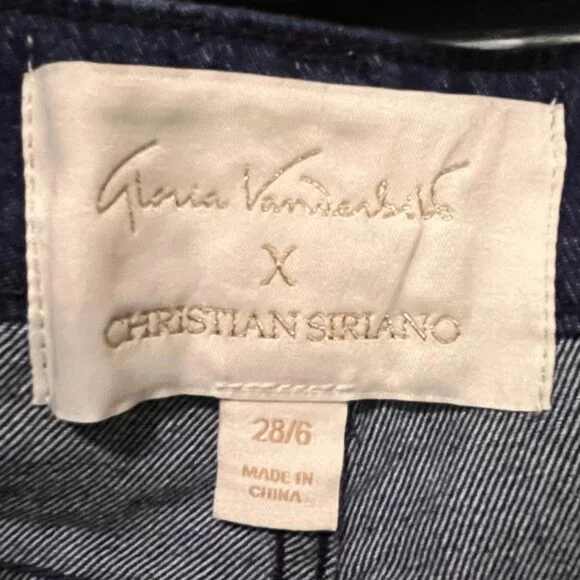 Gloria Vanderbilt
X
CHRISTIAN SIRIANO
28/6
MADE IN
CHINA